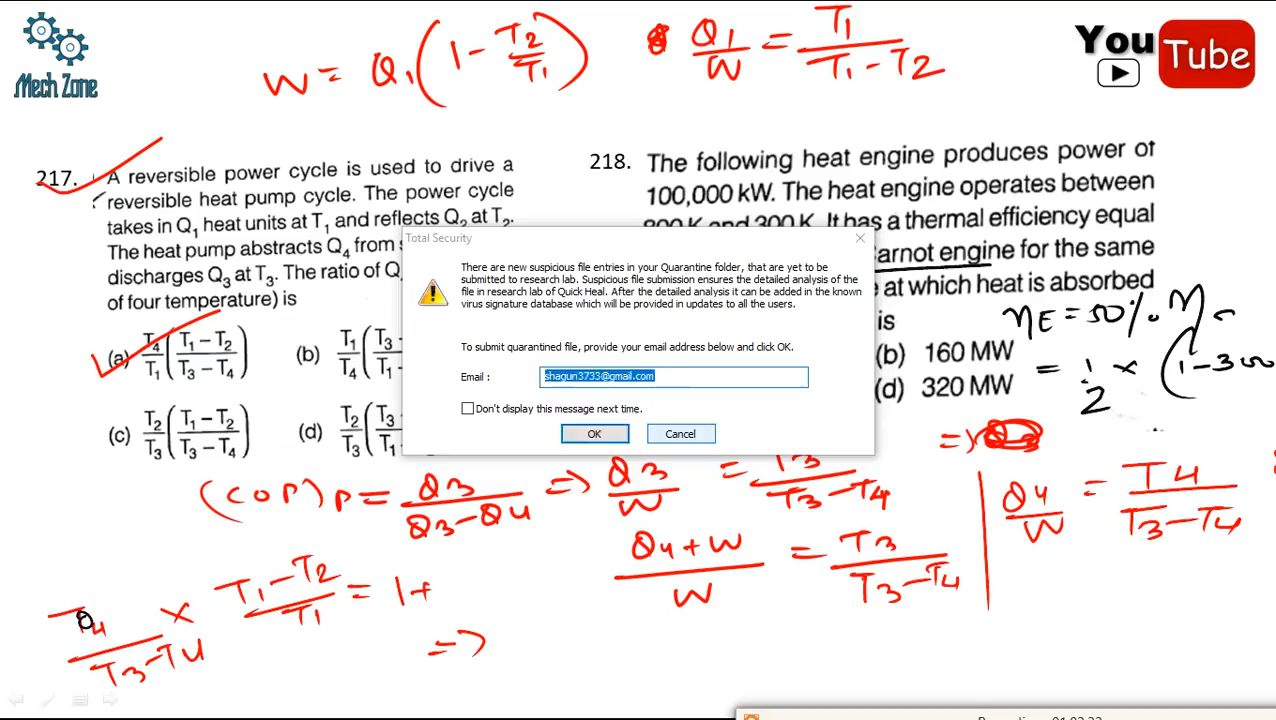 W = Q1 ( 1 - T2/T1 )
Q1/W = T1/(T1 - T2)
You Tube
Mech Zone
217. A reversible power cycle is used to drive a
reversible heat pump cycle. The power cycle
takes in Q1 heat units at T1 and reflects Q2 at T2.
The heat pump abstracts Q4 from
discharges Q3 at T3. The ratio of Q
of four temperature) is
(a) T4/T1 ( (T1 - T2)/(T3 - T4) )
(b) T1/T4 ( T3 -
T1 -
(c) T2/T3 ( (T1 - T2)/(T3 - T4) )
(d) T2/T3 ( T3
T1
218. The following heat engine produces power of
100,000 kW. The heat engine operates between
800 K and 300 K. It has a thermal efficiency equal
arnot engine for the same
at which heat is absorbed
is
(b) 160 MW
(d) 320 MW
Total Security
There are new suspicious file entries in your Quarantine folder, that are yet to be
submitted to research lab. Suspicious file submission ensures the detailed analysis of the
file in research lab of Quick Heal. After the detailed analysis it can be added in the known
virus signature database which will be provided in updates to all the users.
To submit quarantined file, provide your email address below and click OK.
Email : shagun3733@gmail.com
Don't display this message next time.
OK Cancel
ηE = 50%
= 1/2 × ( 1 - 300
(COP)P = Q3/(Q3 - Q4) => Q3/W = T3/(T3 - T4)
=>
(Q4 + W)/W = T3/(T3 - T4)
Q4/W = T4/(T3 - T4)
T4/(T3 - T4) × (T1 - T2)/T1 = 1+
=>